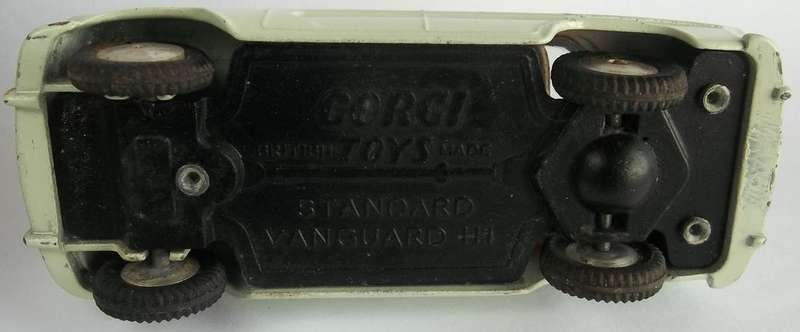 CORGI
BRITISH TOYS MADE
STANDARD
VANGUARD III